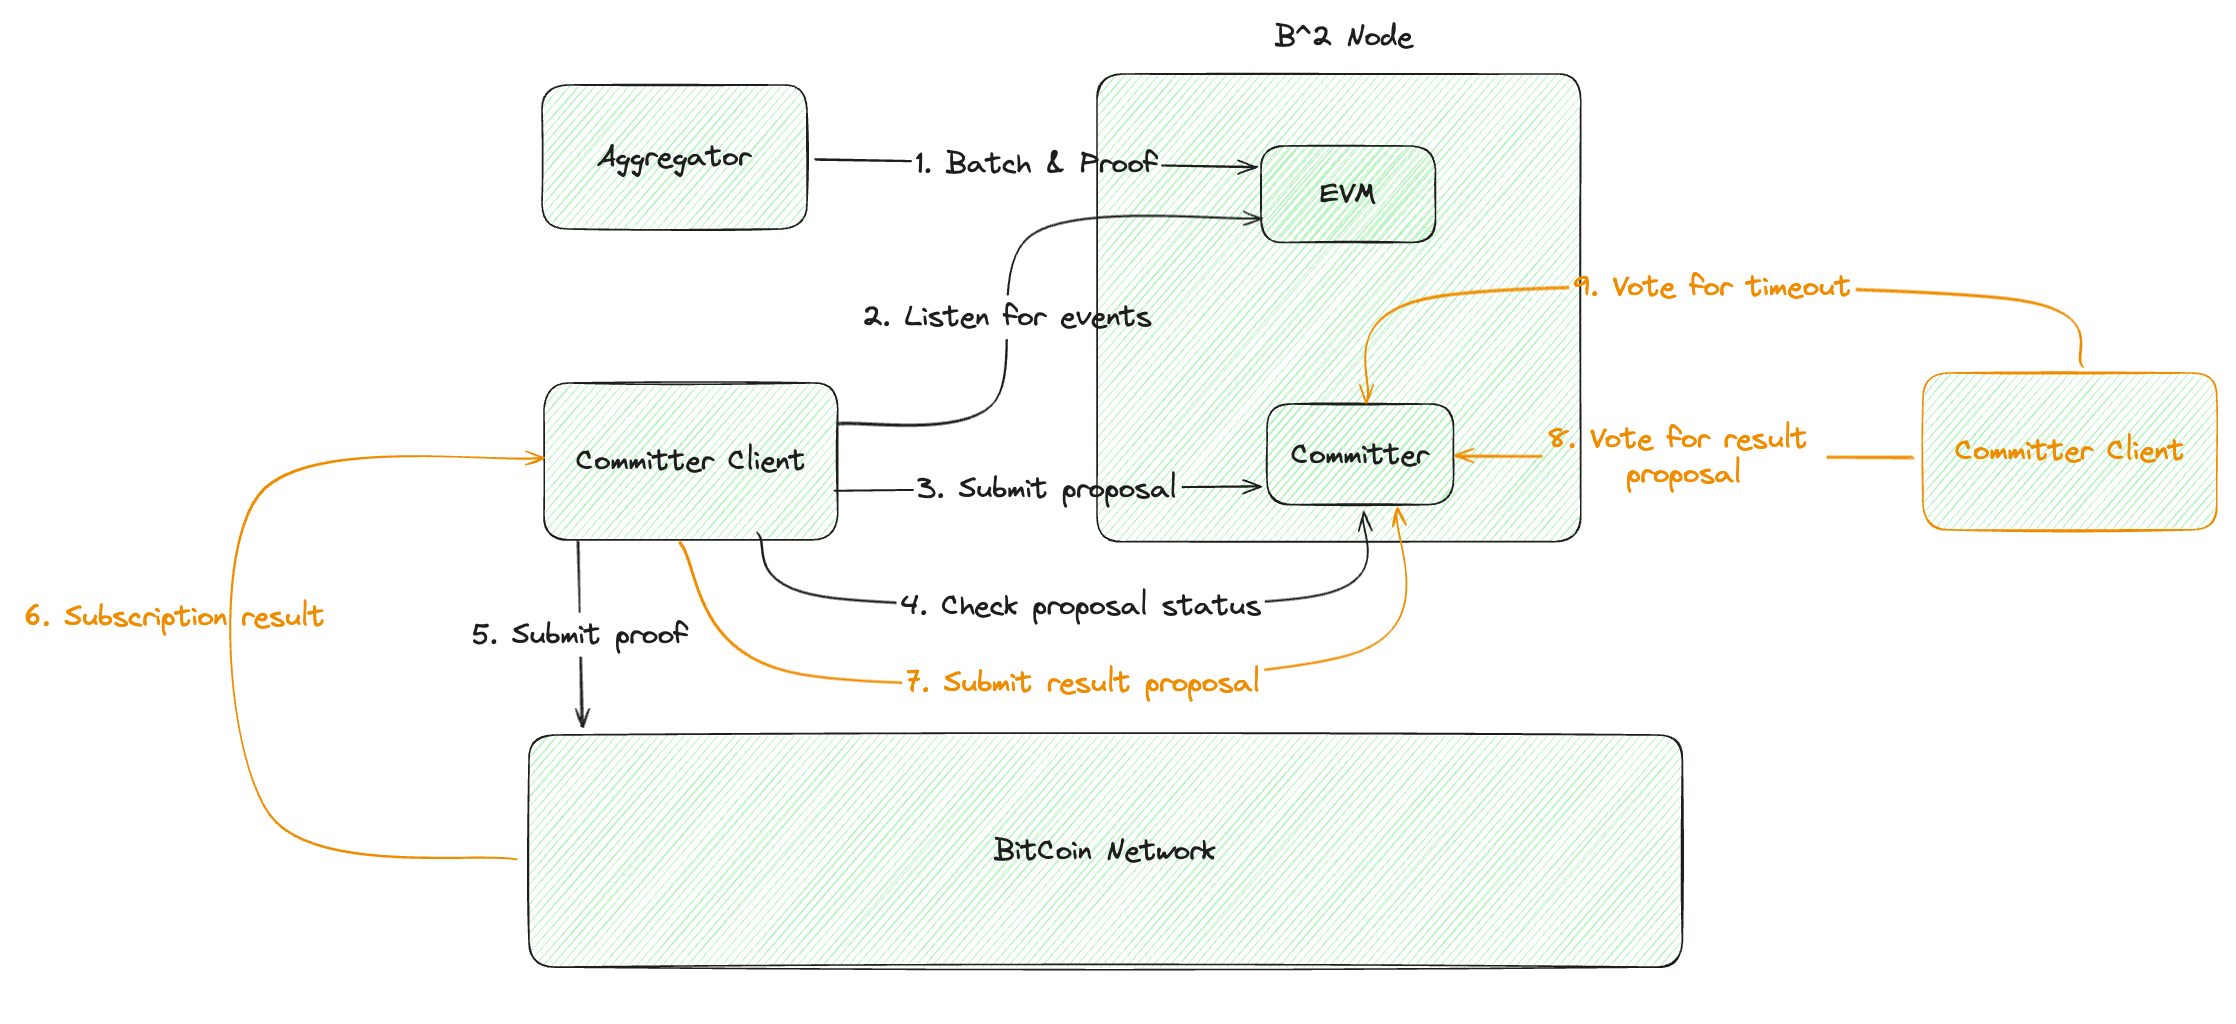 B^2 Node
Aggregator
1. Batch & Proof
EVM
9. Vote for timeout
2. Listen for events
Committer Client
3. Submit proposal
Committer
8. Vote for result
proposal
Committer Client
6. Subscription result
5. Submit proof
4. Check proposal status
7. Submit result proposal
BitCoin Network